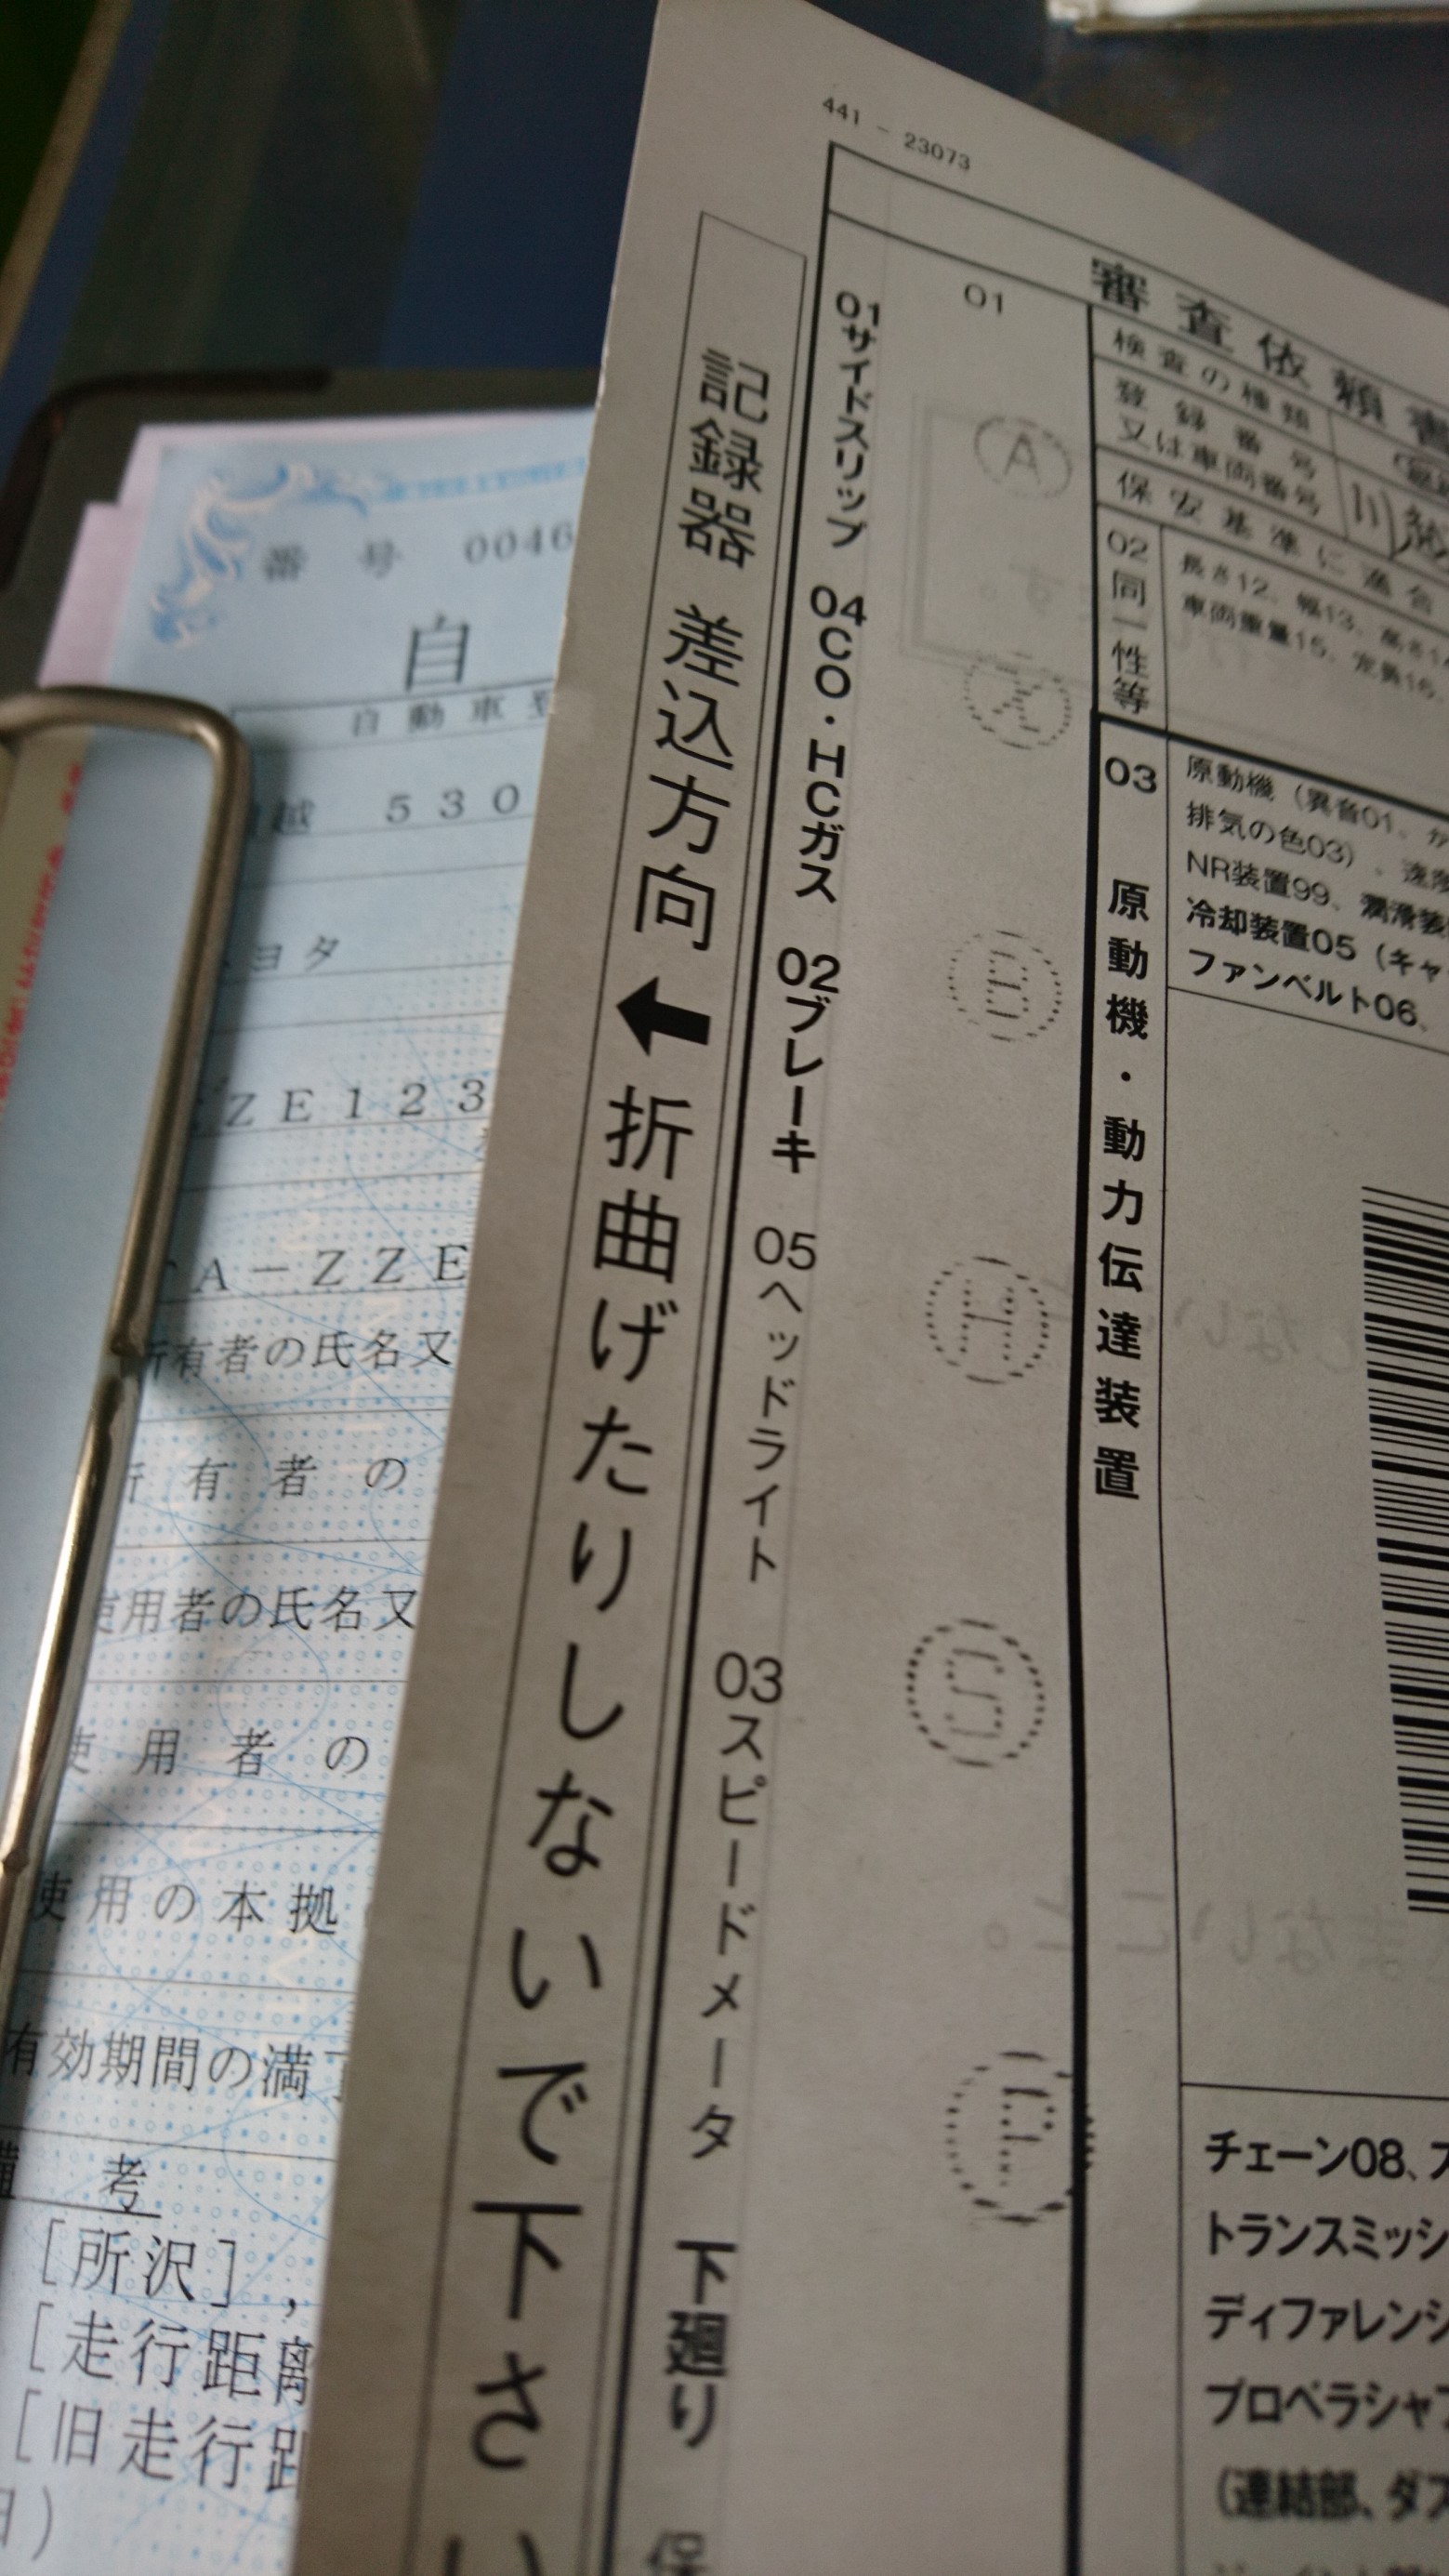 441 - 23073
審査依頼書
01
検査の種類
登録番号
又は車両番号
川越
保安基準に適合
02 同一性等
長さ12、幅13、高さ14
車両重量15、定員16、
03 原動機・動力伝達装置
原動機（異音01、
排気の色03）、速度
NR装置99、潤滑装
冷却装置05（キャ
ファンベルト06、
チェーン08、
トランスミッシ
ディファレンシ
プロペラシャフ
（連結部、ダス
01サイドスリップ 04CO・HCガス 02ブレーキ 05ヘッドライト 03スピードメータ 下廻り 保
A
X
B
H
S
P
記録器 差込方向 ← 折曲げたりしないで下さい
番号 0046
自
自動車登
越 530
ヨタ
ZE123
A-ZZE
所有者の氏名又
所有者の
使用者の氏名又
使用者の
使用の本拠
有効期間の満了
備考
[所沢],
[走行距離
[旧走行距